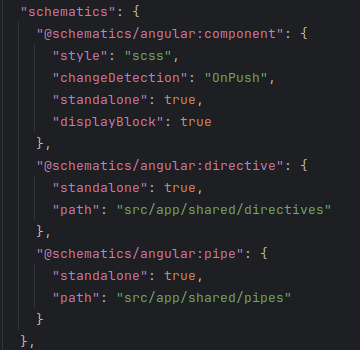 "schematics": {
"@schematics/angular:component": {
"style": "scss",
"changeDetection": "OnPush",
"standalone": true,
"displayBlock": true
},
"@schematics/angular:directive": {
"standalone": true,
"path": "src/app/shared/directives"
},
"@schematics/angular:pipe": {
"standalone": true,
"path": "src/app/shared/pipes"
}
},